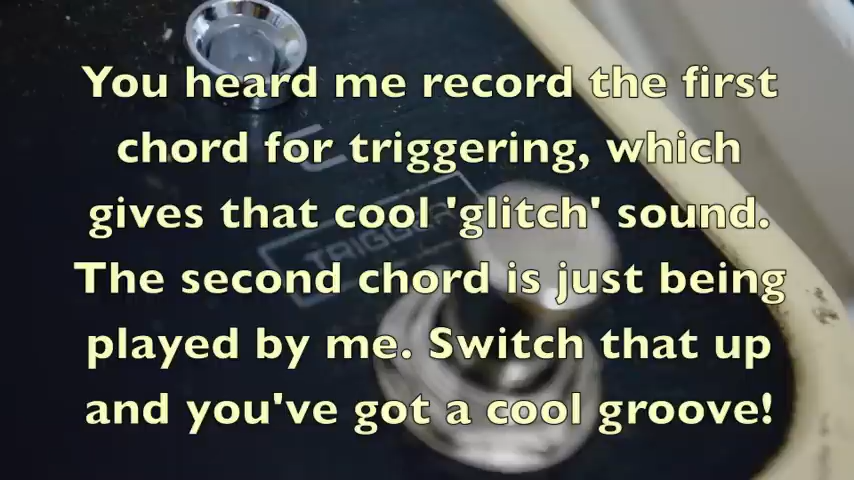 You heard me record the first
chord for triggering, which
gives that cool 'glitch' sound.
The second chord is just being
played by me. Switch that up
and you've got a cool groove!
TRIGGER